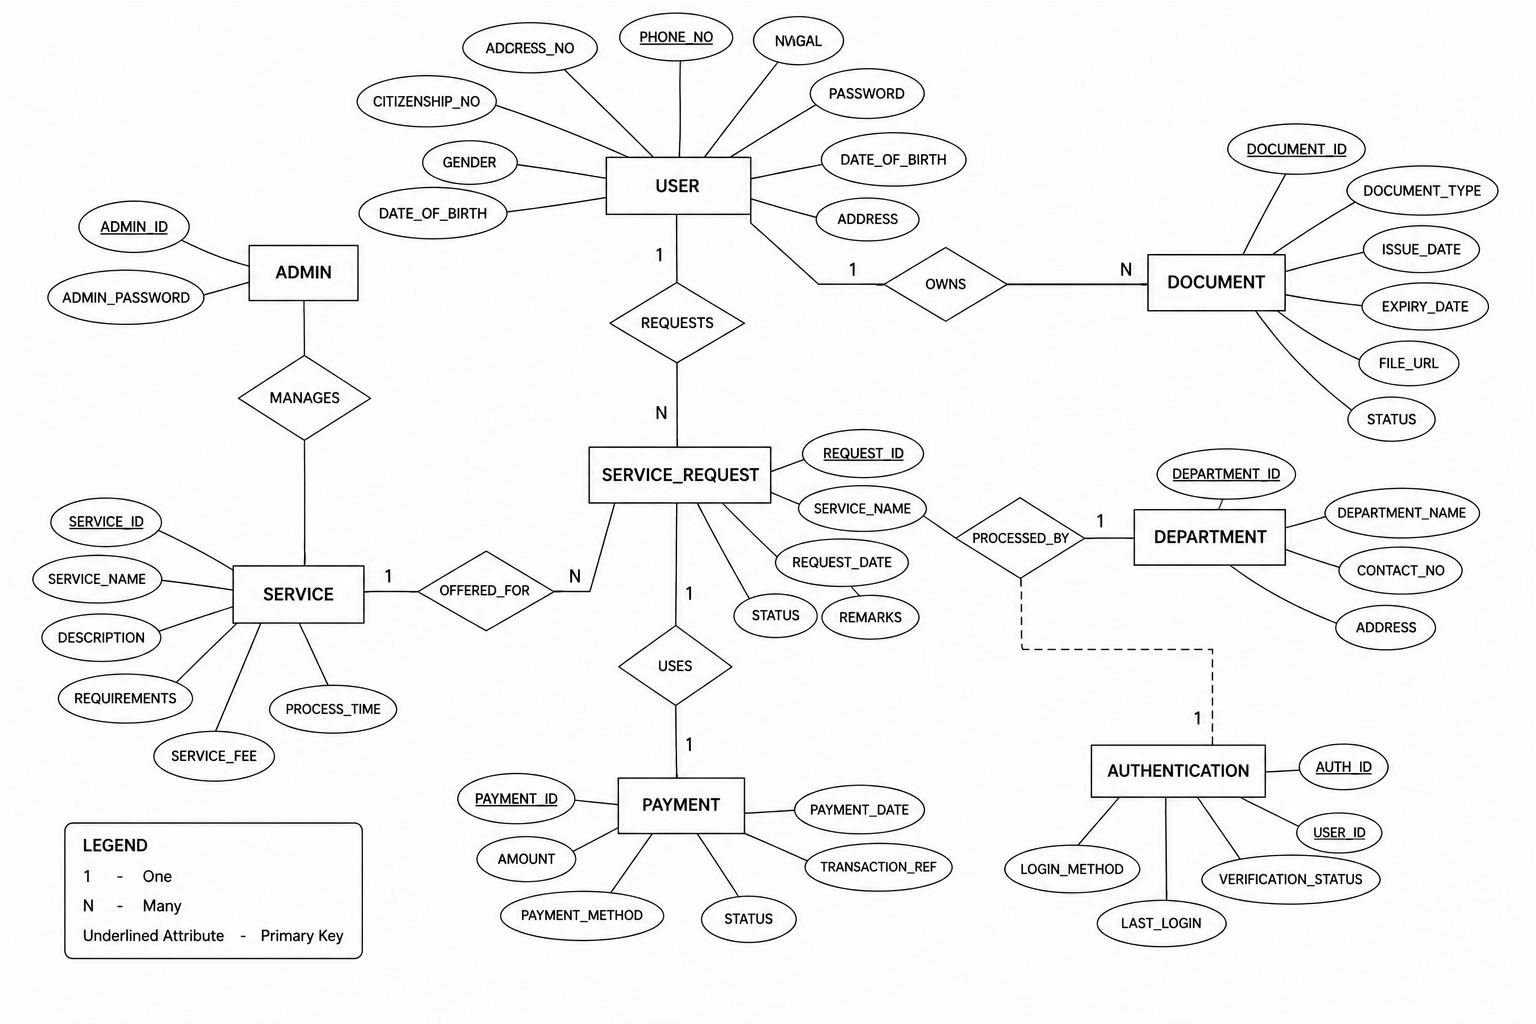 ADCRESS_NO
PHONE_NO
CITIZENSHIP_NO
PASSWORD
GENDER
DATE_OF_BIRTH
DATE_OF_BIRTH
ADDRESS
USER
DOCUMENT_ID
DOCUMENT_TYPE
ISSUE_DATE
EXPIRY_DATE
FILE_URL
STATUS
DOCUMENT
1
OWNS
N
ADMIN_ID
ADMIN_PASSWORD
ADMIN
MANAGES
1
REQUESTS
N
SERVICE_REQUEST
REQUEST_ID
SERVICE_NAME
REQUEST_DATE
STATUS
REMARKS
PROCESSED_BY
1
DEPARTMENT_ID
DEPARTMENT_NAME
DEPARTMENT
CONTACT_NO
ADDRESS
SERVICE_ID
SERVICE_NAME
SERVICE
DESCRIPTION
REQUIREMENTS
PROCESS_TIME
SERVICE_FEE
1
OFFERED_FOR
N
1
USES
1
PAYMENT_ID
PAYMENT
PAYMENT_DATE
AMOUNT
TRANSACTION_REF
PAYMENT_METHOD
STATUS
1
AUTHENTICATION
AUTH_ID
USER_ID
LOGIN_METHOD
VERIFICATION_STATUS
LAST_LOGIN
LEGEND
1 - One
N - Many
Underlined Attribute - Primary Key